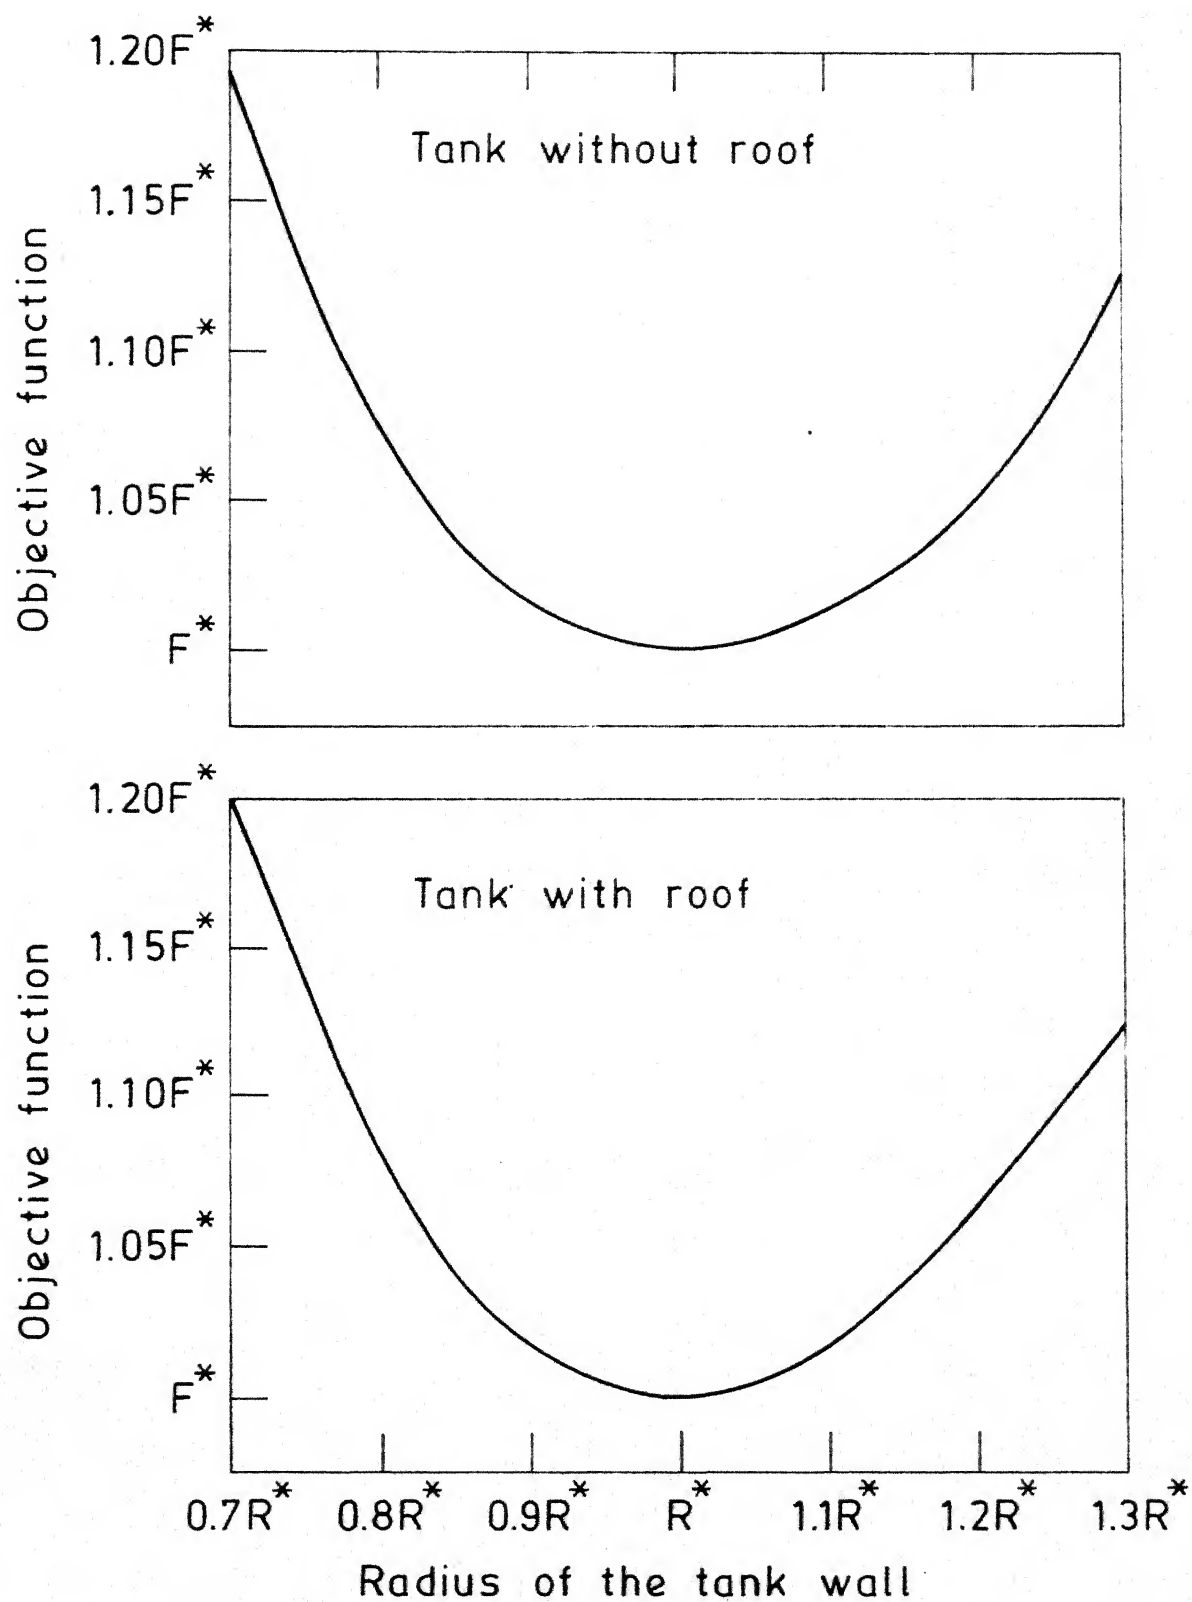 1.20F*
Tank without roof
1.15F*
1.10F*
1.05F*
F*
Objective function
1.20F*
Tank with roof
1.15F*
1.10F*
1.05F*
F*
Objective function
0.7R* 0.8R* 0.9R* R* 1.1R* 1.2R* 1.3R*
Radius of the tank wall